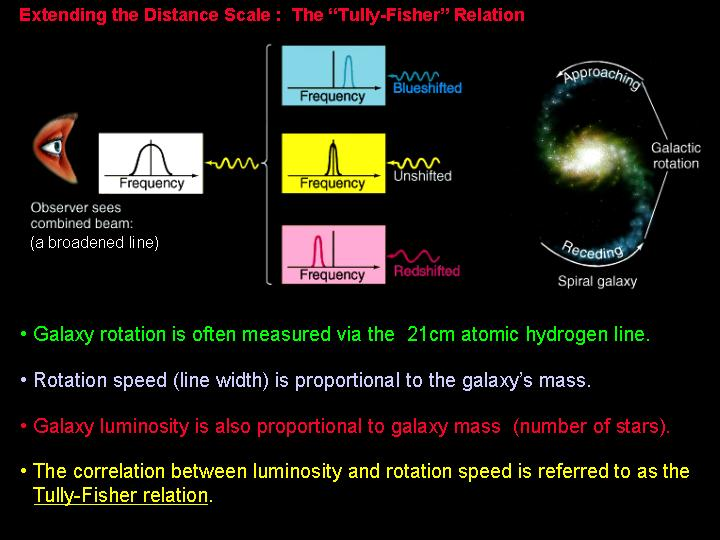 Extending the Distance Scale : The “Tully-Fisher” Relation
Frequency
Blueshifted
Approaching
Galactic
rotation
Frequency
Frequency
Unshifted
Observer sees
combined beam:
(a broadened line)
Frequency
Redshifted
Receding
Spiral galaxy
• Galaxy rotation is often measured via the 21cm atomic hydrogen line.
• Rotation speed (line width) is proportional to the galaxy’s mass.
• Galaxy luminosity is also proportional to galaxy mass (number of stars).
• The correlation between luminosity and rotation speed is referred to as the
Tully-Fisher relation.